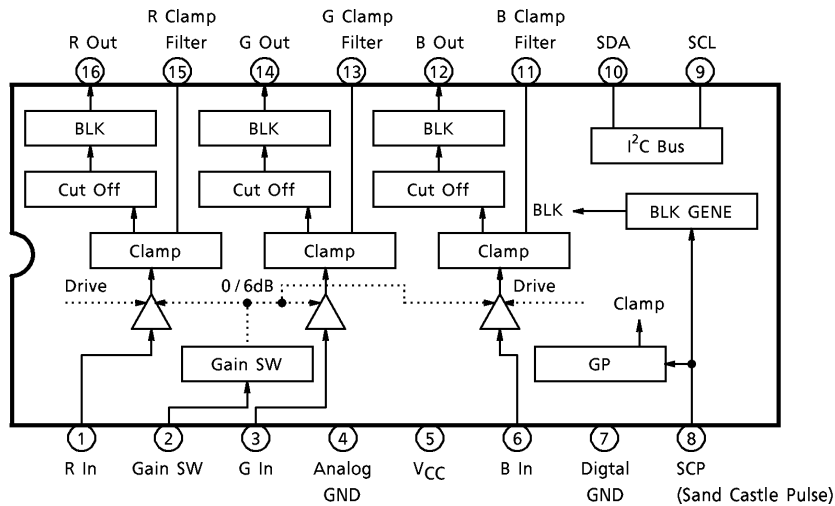 R Clamp
G Clamp
B Clamp
R Out
Filter
G Out
Filter
B Out
Filter
SDA
SCL
16
15
14
13
12
11
10
9
BLK
BLK
BLK
I²C Bus
Cut Off
Cut Off
Cut Off
BLK
BLK GENE
Clamp
Clamp
Clamp
Drive
0/6dB
Drive
Clamp
Gain SW
GP
1
2
3
4
5
6
7
8
R In
Gain SW
G In
Analog
GND
VCC
B In
Digtal
GND
SCP
(Sand Castle Pulse)